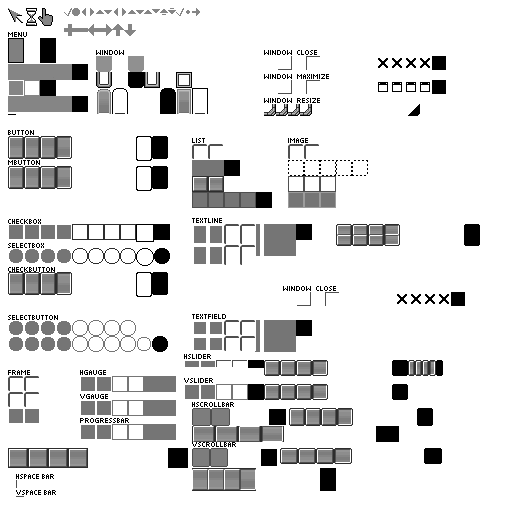 MENU
WINDOW
WINDOW CLOSE
WINDOW MAXIMIZE
WINDOW RESIZE
BUTTON
MBUTTON
LIST
IMAGE
CHECKBOX
TEXTLINE
SELECTBOX
CHECKBUTTON
WINDOW CLOSE
SELECTBUTTON
TEXTFIELD
HSLIDER
FRAME
HGAUGE
VSLIDER
VGAUGE
HSCROLLBAR
PROGRESSBAR
VSCROLLBAR
HSPACE BAR
VSPACE BAR